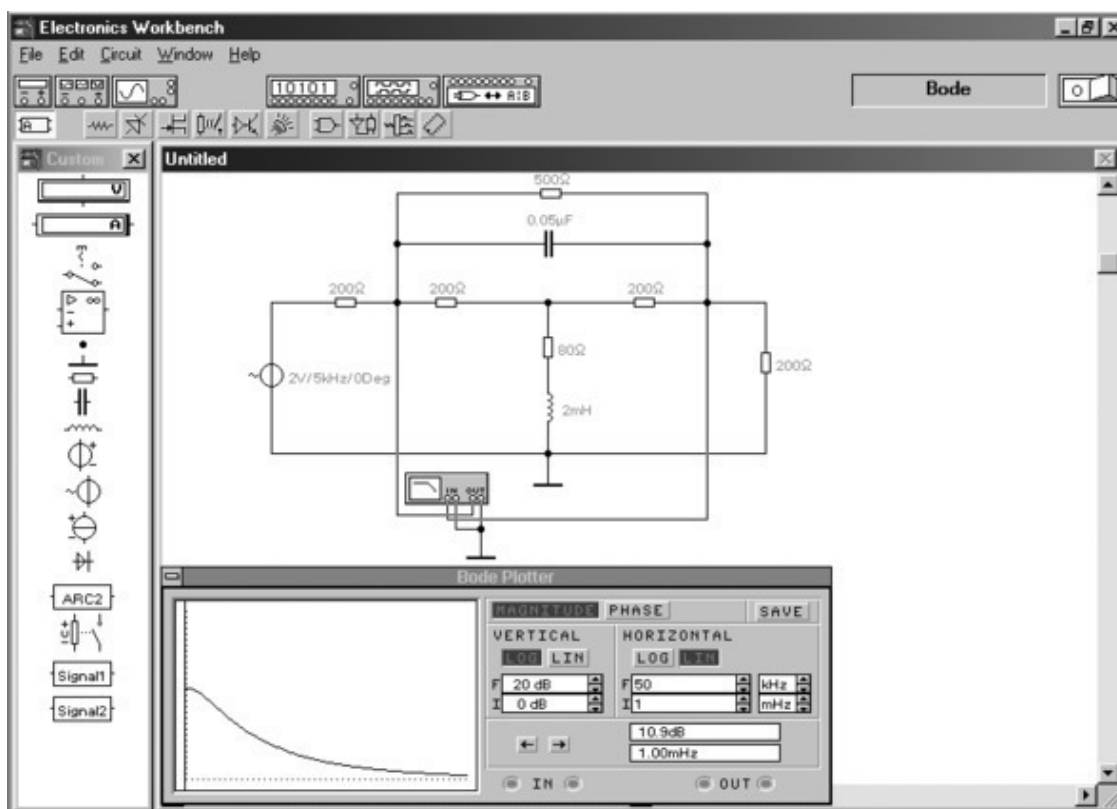 Electronics Workbench
File Edit Circuit Window Help
10101
A|B
Bode
A
Custom
Untitled
V
A
m
ARC2
Signal1
Signal2
500Ω
0.05μF
200Ω 200Ω 200Ω
80Ω
200Ω
2V/5kHz/0Deg
2mH
IN OUT
Bode Plotter
MAGNITUDE PHASE SAVE
VERTICAL HORIZONTAL
LOG LIN LOG LIN
F 20 dB F 50 kHz
I 0 dB I 1 mHz
← →
10.9dB
1.00mHz
IN OUT